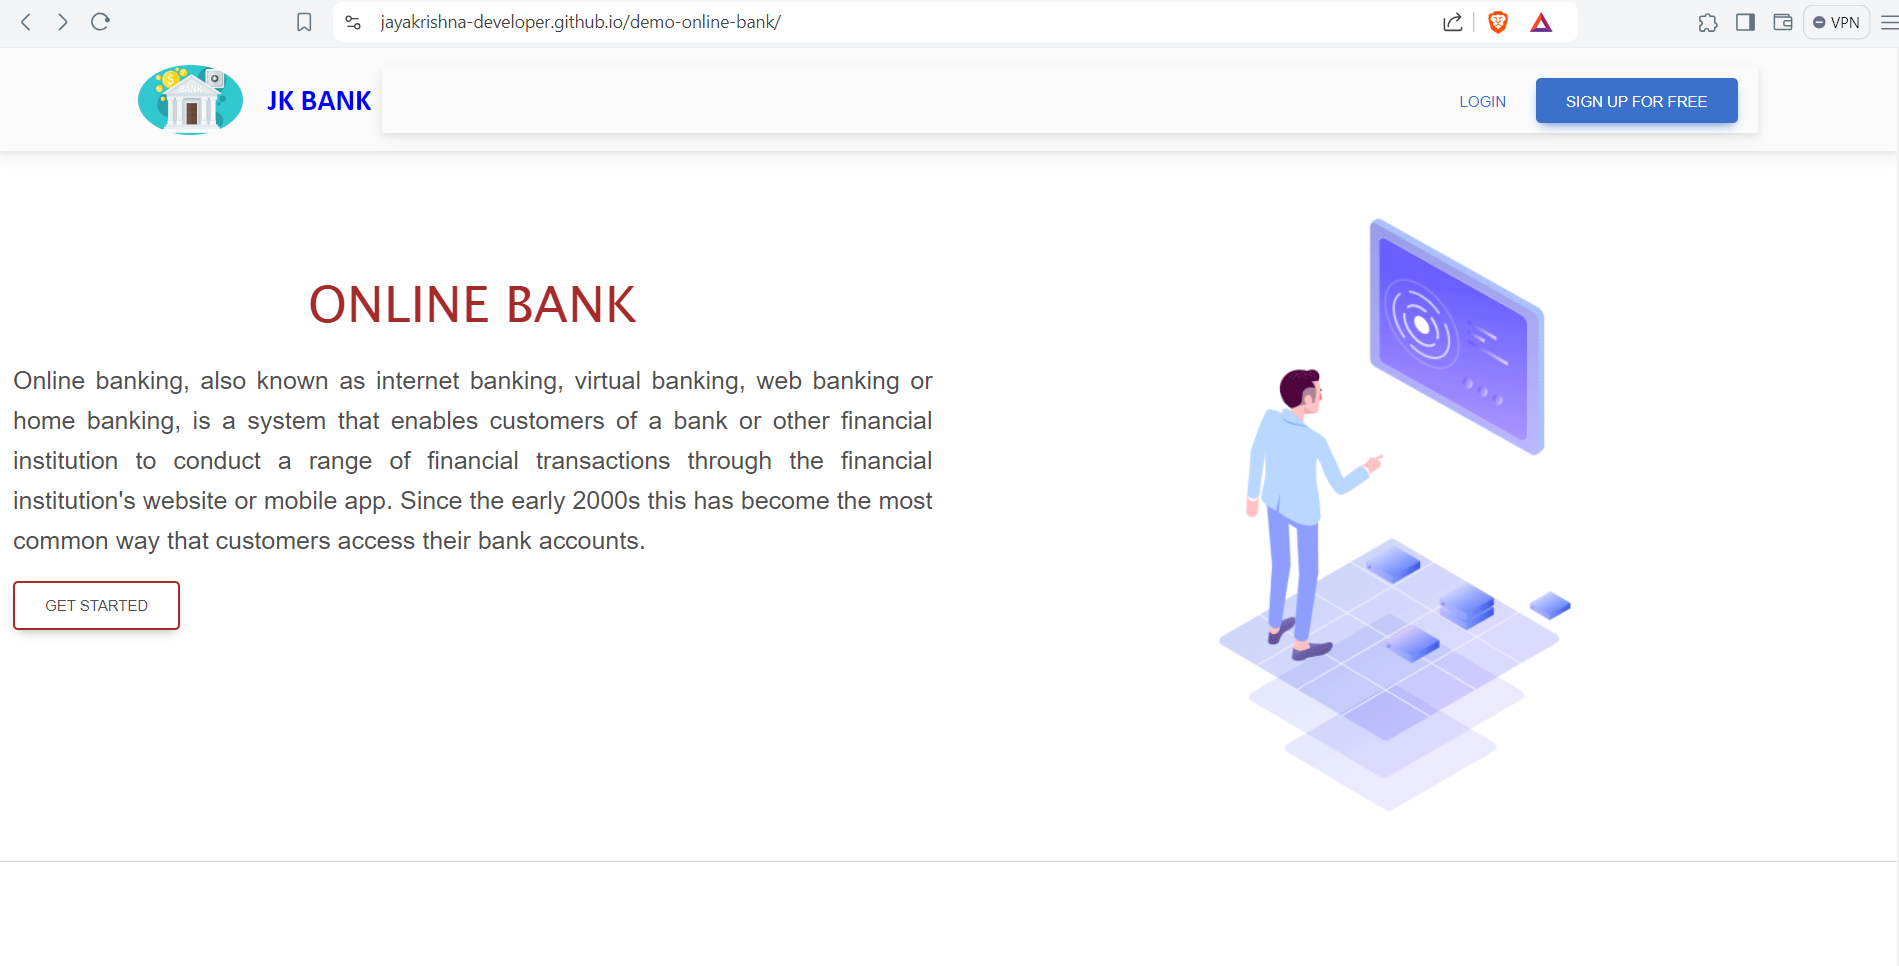 jayakrishna-developer.github.io/demo-online-bank/
VPN
BANK
JK BANK
LOGIN
SIGN UP FOR FREE
ONLINE BANK
Online banking, also known as internet banking, virtual banking, web banking or
home banking, is a system that enables customers of a bank or other financial
institution to conduct a range of financial transactions through the financial
institution's website or mobile app. Since the early 2000s this has become the most
common way that customers access their bank accounts.
GET STARTED